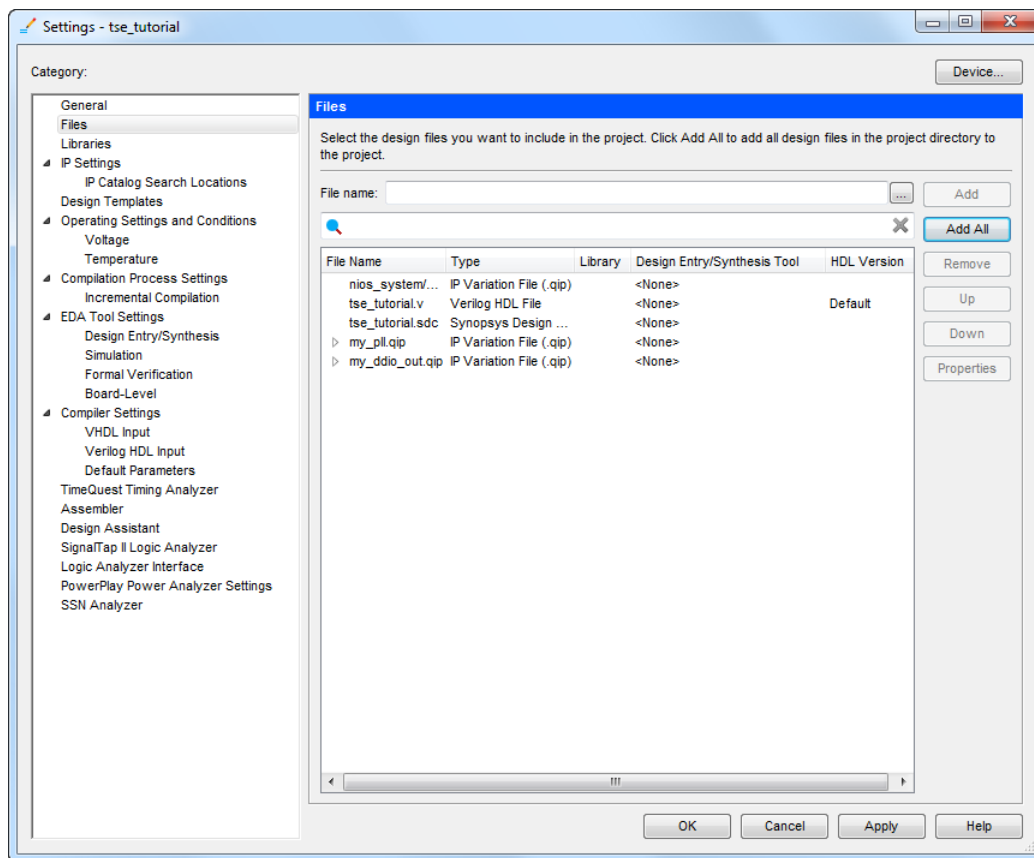 Settings - tse_tutorial
Category:
Device...
General
Files
Libraries
IP Settings
IP Catalog Search Locations
Design Templates
Operating Settings and Conditions
Voltage
Temperature
Compilation Process Settings
Incremental Compilation
EDA Tool Settings
Design Entry/Synthesis
Simulation
Formal Verification
Board-Level
Compiler Settings
VHDL Input
Verilog HDL Input
Default Parameters
TimeQuest Timing Analyzer
Assembler
Design Assistant
SignalTap II Logic Analyzer
Logic Analyzer Interface
PowerPlay Power Analyzer Settings
SSN Analyzer
Files
Select the design files you want to include in the project. Click Add All to add all design files in the project directory to
the project.
File name:
...
Add
Add All
Remove
Up
Down
Properties
File Name Type Library Design Entry/Synthesis Tool HDL Version
nios_system/... IP Variation File (.qip) <None>
tse_tutorial.v Verilog HDL File <None> Default
tse_tutorial.sdc Synopsys Design ... <None>
my_pll.qip IP Variation File (.qip) <None>
my_ddio_out.qip IP Variation File (.qip) <None>
OK Cancel Apply Help